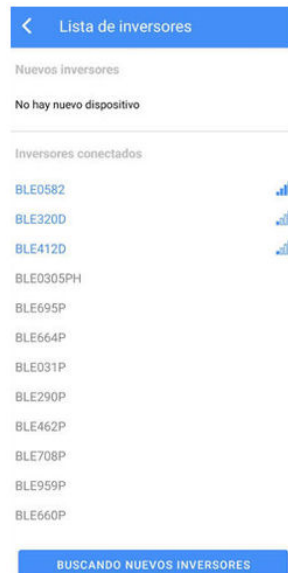 Lista de inversores
Nuevos inversores
No hay nuevo dispositivo
Inversores conectados
BLE0582
BLE320D
BLE412D
BLE0305PH
BLE695P
BLE664P
BLE031P
BLE290P
BLE462P
BLE708P
BLE959P
BLE660P
BUSCANDO NUEVOS INVERSORES